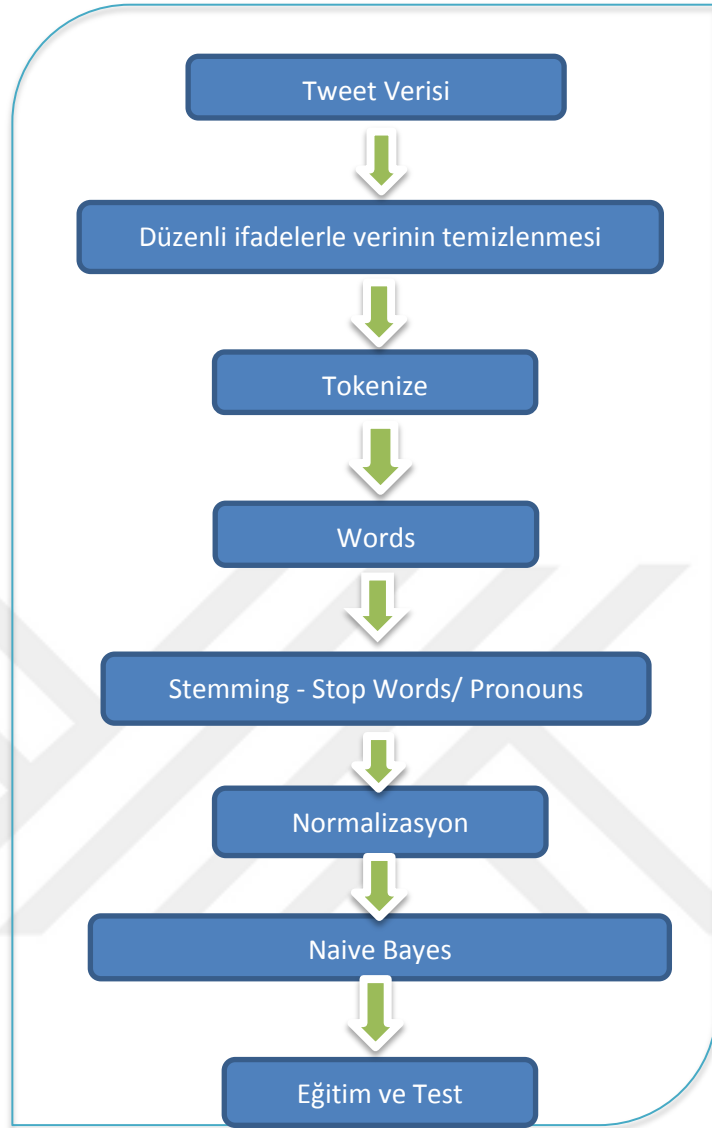 Tweet Verisi
Düzenli ifadelerle verinin temizlenmesi
Tokenize
Words
Stemming - Stop Words/ Pronouns
Normalizasyon
Naive Bayes
Eğitim ve Test